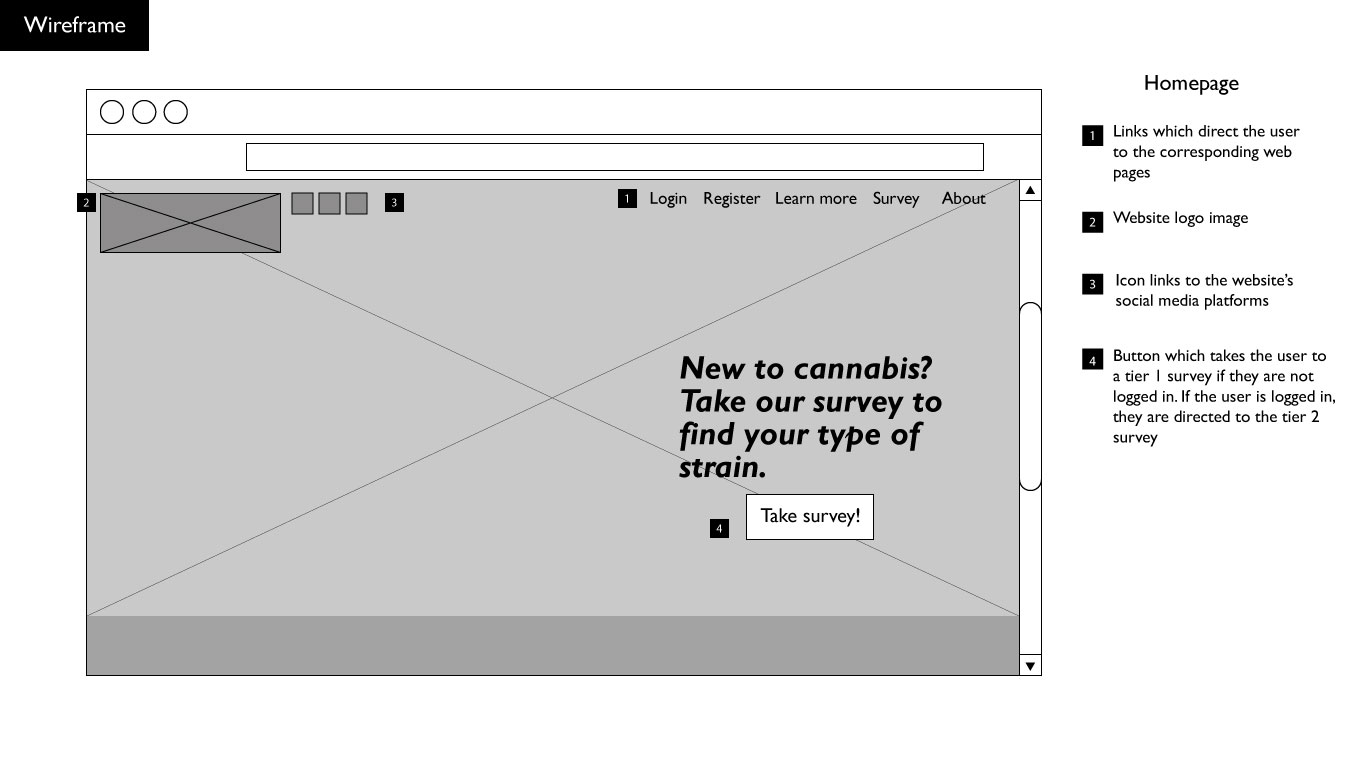 Wireframe
Homepage
2
3
1 Login Register Learn more Survey About
New to cannabis?
Take our survey to
find your type of
strain.
4
Take survey!
1 Links which direct the user
to the corresponding web
pages
2 Website logo image
3 Icon links to the website's
social media platforms
4 Button which takes the user to
a tier 1 survey if they are not
logged in. If the user is logged in,
they are directed to the tier 2
survey